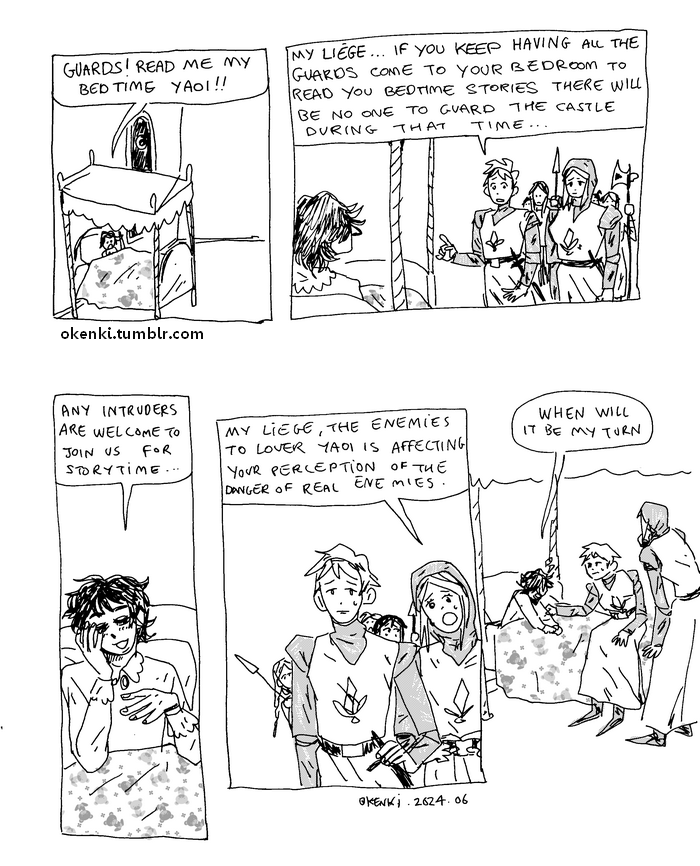 GUARDS! READ ME MY
BEDTIME YAOI!!
MY LIEGE... IF YOU KEEP HAVING ALL THE
GUARDS COME TO YOUR BEDROOM TO
READ YOU BEDTIME STORIES THERE WILL
BE NO ONE TO GUARD THE CASTLE
DURING THAT TIME...
okenki.tumblr.com
ANY INTRUDERS
ARE WELCOME TO
JOIN US FOR
STORYTIME...
MY LIEGE, THE ENEMIES
TO LOVER YAOI IS AFFECTING
YOUR PERCEPTION OF THE
DANGER OF REAL ENEMIES.
WHEN WILL
IT BE MY TURN
OKENKI.2024.06